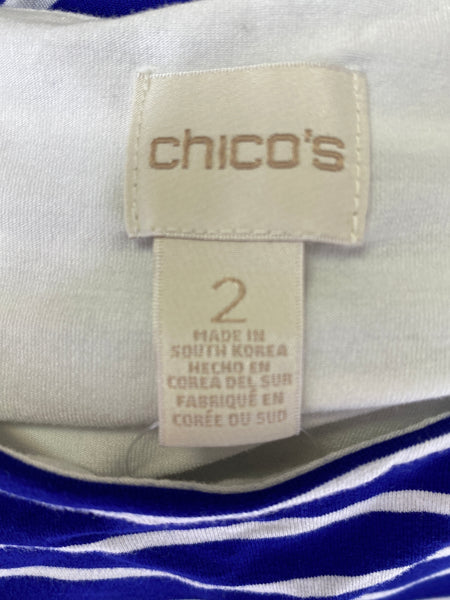 chico's
2
MADE IN
SOUTH KOREA
HECHO EN
COREA DEL SUR
FABRIQUÉ EN
CORÉE DU SUD